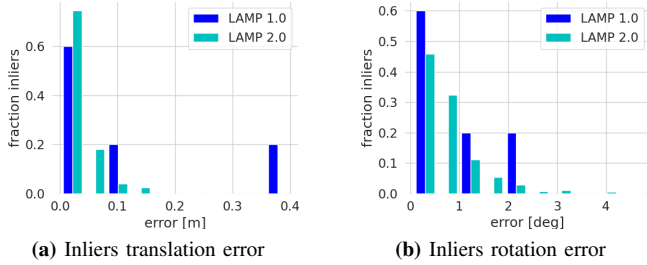 LAMP 1.0
LAMP 2.0
fraction inliers
0.6
0.4
0.2
0.0
0.0
0.1
0.2
0.3
0.4
error [m]
(a) Inliers translation error
LAMP 1.0
LAMP 2.0
fraction inliers
0.6
0.5
0.4
0.3
0.2
0.1
0.0
0
1
2
3
4
error [deg]
(b) Inliers rotation error